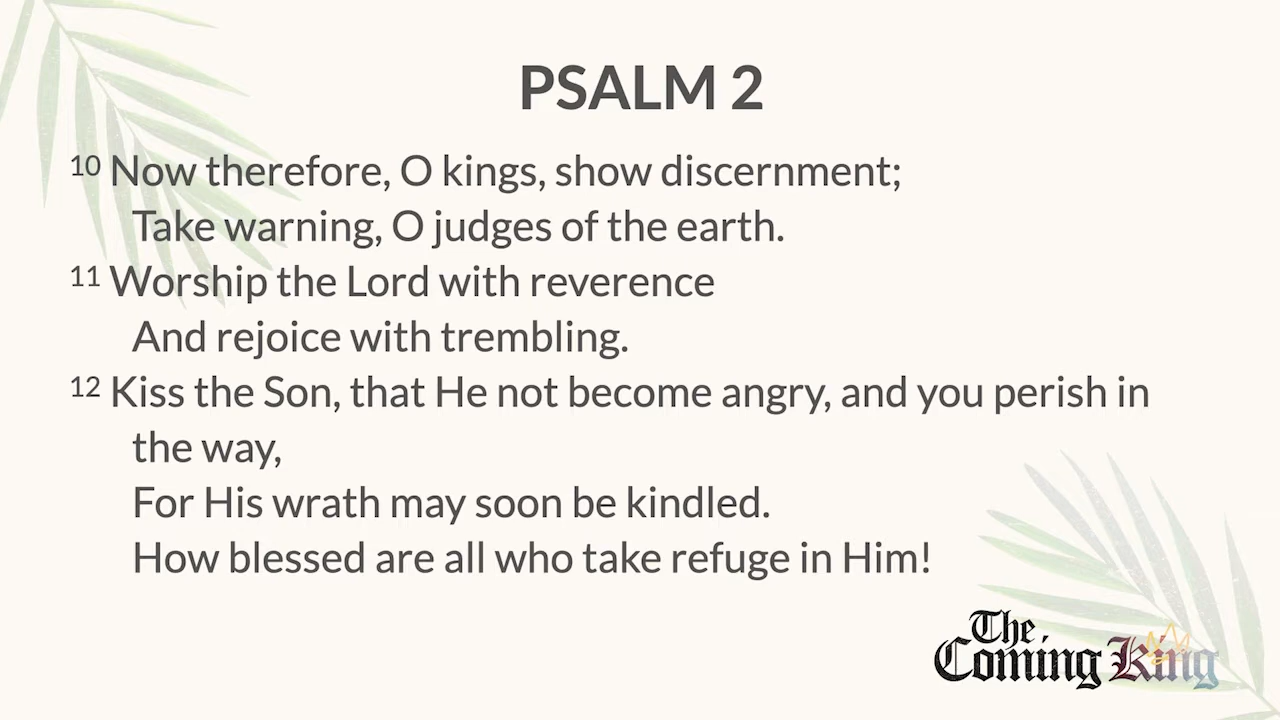 PSALM 2
10 Now therefore, O kings, show discernment;
Take warning, O judges of the earth.
11 Worship the Lord with reverence
And rejoice with trembling.
12 Kiss the Son, that He not become angry, and you perish in
the way,
For His wrath may soon be kindled.
How blessed are all who take refuge in Him!
The
Coming King